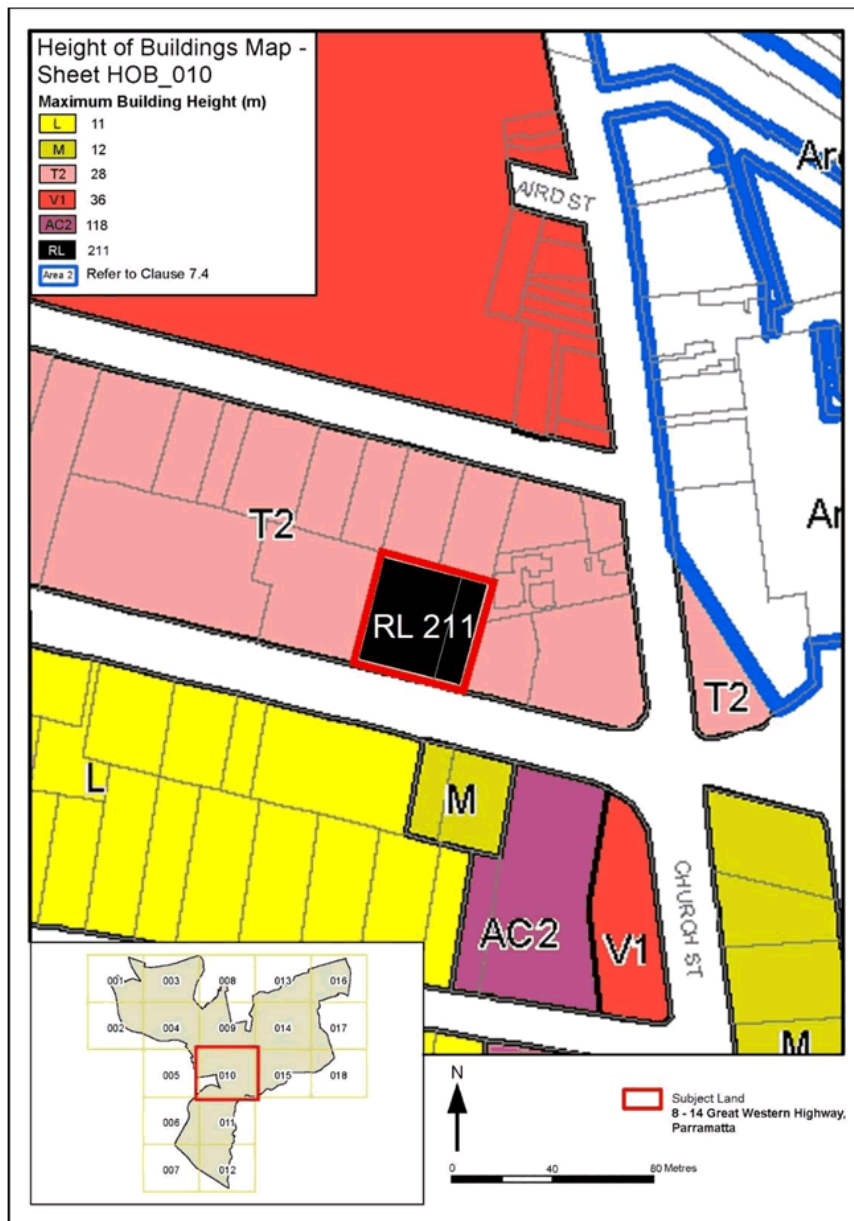 Height of Buildings Map -
Sheet HOB_010
Maximum Building Height (m)
L 11
M 12
T2 28
V1 36
AC2 118
RL 211
Area 2 Refer to Clause 7.4
AIRD ST
T2
RL 211
T2
L
M
AC2
V1
CHURCH ST
M
001 003 008 013 016
002 004 009 014 017
005 010 015 018
006 011
007 012
N
0 40 80 Metres
Subject Land
8 - 14 Great Western Highway,
Parramatta